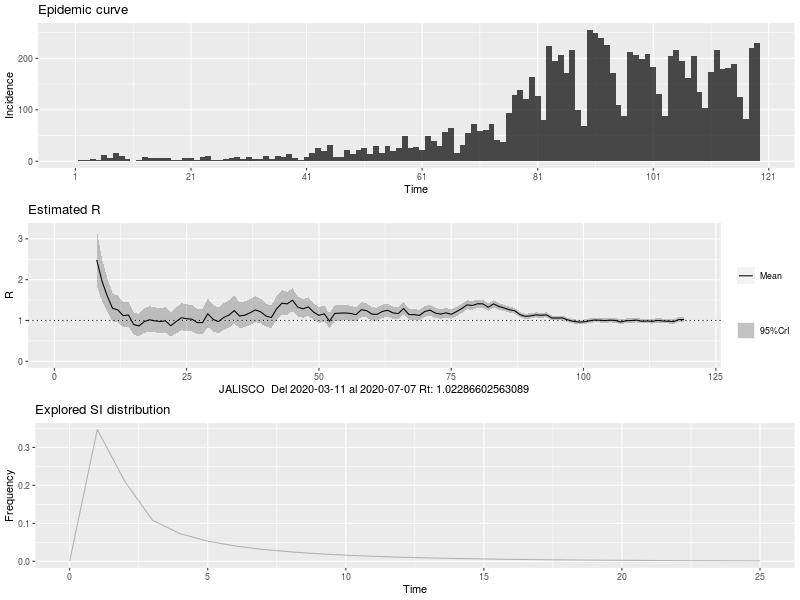 Epidemic curve
Incidence
200
100
0
1 21 41 61 81 101 121
Time
Estimated R
R
3
2
1
0
0 25 50 75 100 125
JALISCO Del 2020-03-11 al 2020-07-07 Rt: 1.02286602563089
Mean
95%CrI
Explored SI distribution
Frequency
0.3
0.2
0.1
0.0
0 5 10 15 20 25
Time